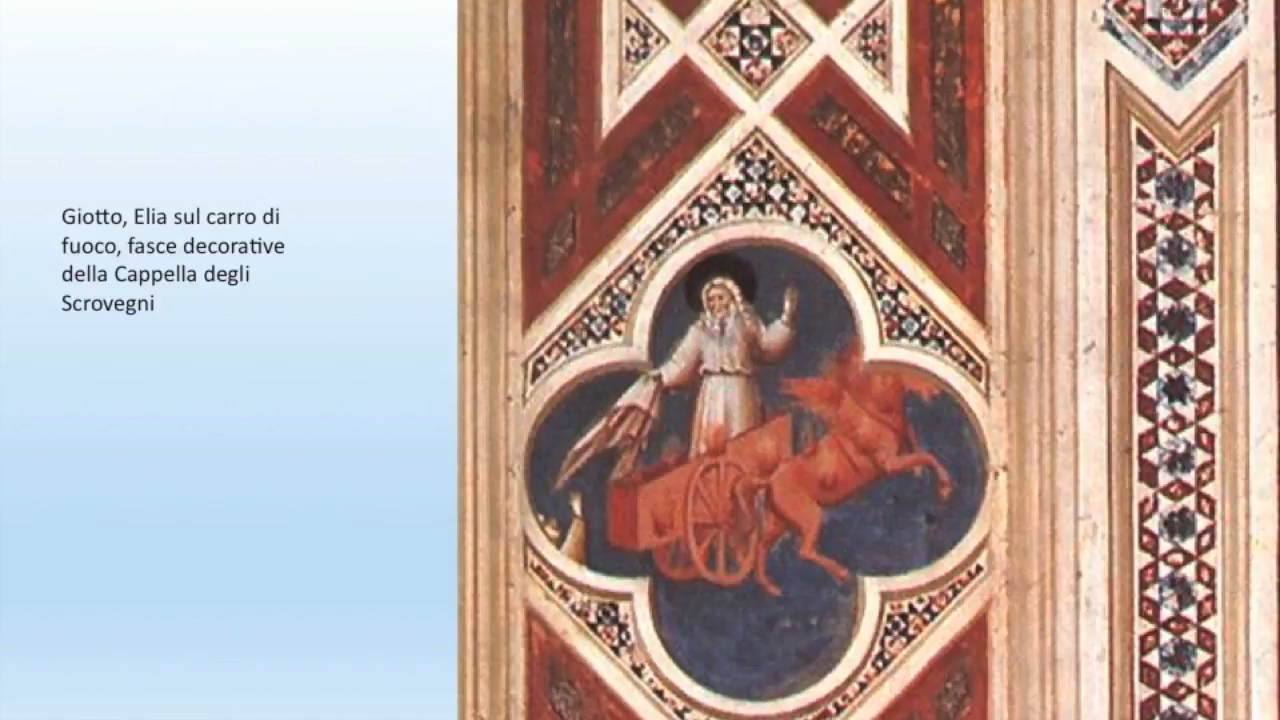 Giotto, Elia sul carro di
fuoco, fasce decorative
della Cappella degli
Scrovegni